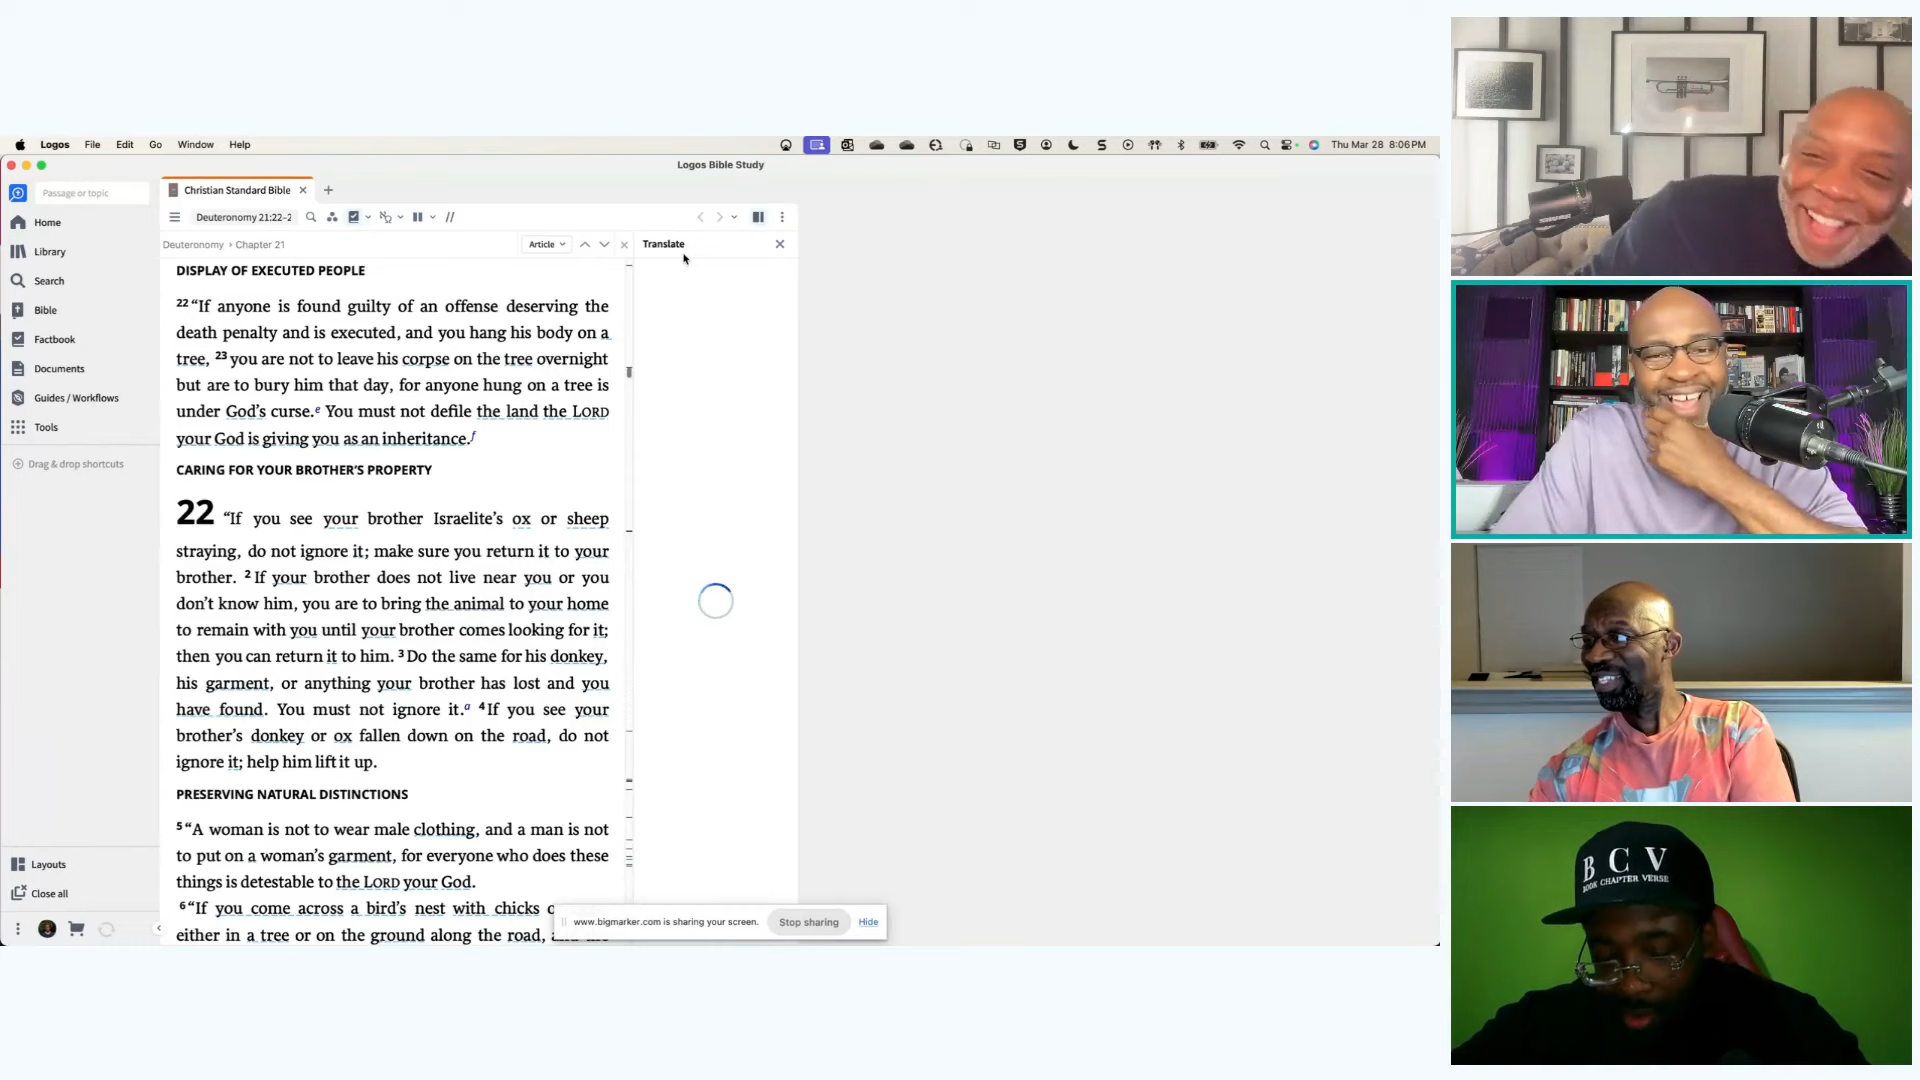 Logos File Edit Go Window Help
Thu Mar 28 8:06 PM
Logos Bible Study
Passage or topic
Home
Library
Search
Bible
Factbook
Documents
Guides / Workflows
Tools
Drag & drop shortcuts
Layouts
Close all
Christian Standard Bible
Deuteronomy 21:22–2
Deuteronomy › Chapter 21
Article
Translate
DISPLAY OF EXECUTED PEOPLE
22 “If anyone is found guilty of an offense deserving the
death penalty and is executed, and you hang his body on a
tree, 23 you are not to leave his corpse on the tree overnight
but are to bury him that day, for anyone hung on a tree is
under God’s curse.e You must not defile the land the LORD
your God is giving you as an inheritance.f
CARING FOR YOUR BROTHER’S PROPERTY
22 “If you see your brother Israelite’s ox or sheep
straying, do not ignore it; make sure you return it to your
brother. 2 If your brother does not live near you or you
don’t know him, you are to bring the animal to your home
to remain with you until your brother comes looking for it;
then you can return it to him. 3 Do the same for his donkey,
his garment, or anything your brother has lost and you
have found. You must not ignore it.a 4 If you see your
brother’s donkey or ox fallen down on the road, do not
ignore it; help him lift it up.
PRESERVING NATURAL DISTINCTIONS
5 “A woman is not to wear male clothing, and a man is not
to put on a woman’s garment, for everyone who does these
things is detestable to the LORD your God.
6 “If you come across a bird’s nest with chicks
either in a tree or on the ground along the road,
www.bigmarker.com is sharing your screen. Stop sharing Hide
SHURE
B C V
BOOK CHAPTER VERSE